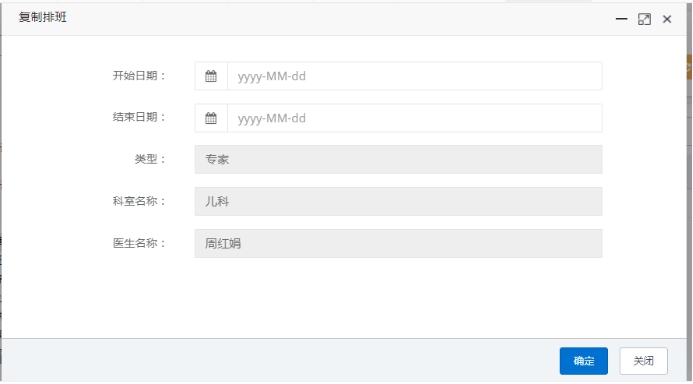 复制排班
开始日期：
yyyy-MM-dd
结束日期：
yyyy-MM-dd
类型：
专家
科室名称：
儿科
医生名称：
周红娟
确定
关闭